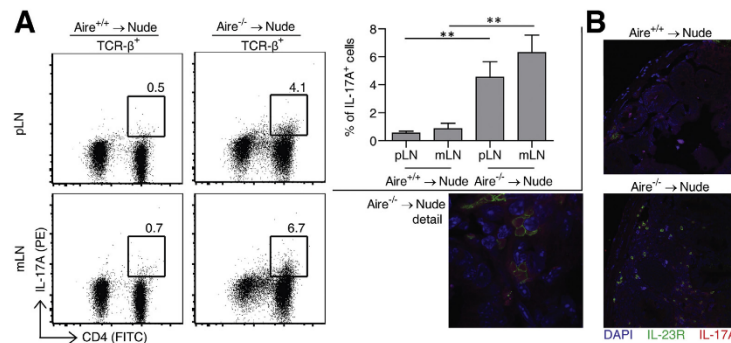 A
Aire+/+ → Nude
TCR-β+
Aire-/- → Nude
TCR-β+
pLN
0.5
4.1
mLN
0.7
6.7
IL-17A (PE)
CD4 (FITC)
% of IL-17A+ cells
8
6
4
2
0
**
**
pLN
mLN
pLN
mLN
Aire+/+ → Nude
Aire-/- → Nude
Aire-/- → Nude
detail
B
Aire+/+ → Nude
Aire-/- → Nude
DAPI IL-23R IL-17A